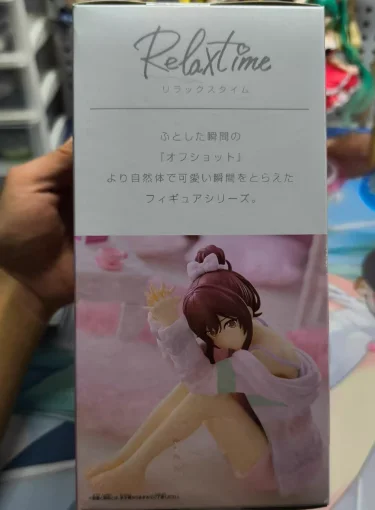 Relaxtime
リラックスタイム
ふとした瞬間の
「オフショット」
より自然体で可愛い瞬間をとらえた
フィギュアシリーズ。